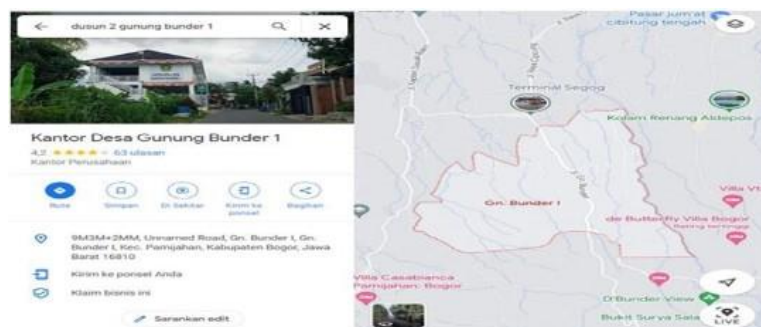 dusun 2 gunung bunder 1
Kantor Desa Gunung Bunder 1
4,2 63 ulasan
Kantor Perusahaan
Rute
Simpan
Di Sekitar
Kirim ke ponsel
Bagikan
9M3M+2MM, Unnamed Road, Gn. Bunder I, Gn.
Bunder I, Kec. Pamijahan, Kabupaten Bogor, Jawa
Barat 16810
Kirim ke ponsel Anda
Klaim bisnis ini
Sarankan edit
Pasar jum'at
cibitung tengah
Terminal Segog
Kolam Renang Aldepos
Gn. Bunder I
Villa
de Butterfly Villa Bogor
Rating tertinggi
Villa Casabianca
Pamijahan, Bogor
D'Bunder View
Bukit Surya
LIVE